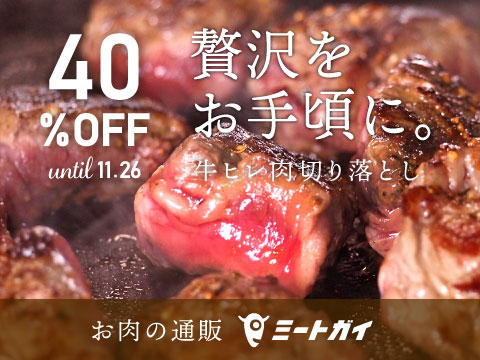 40
%OFF
until 11.26
贅沢を
お手頃に。
牛ヒレ肉切り落とし
お肉の通販 ミートガイ